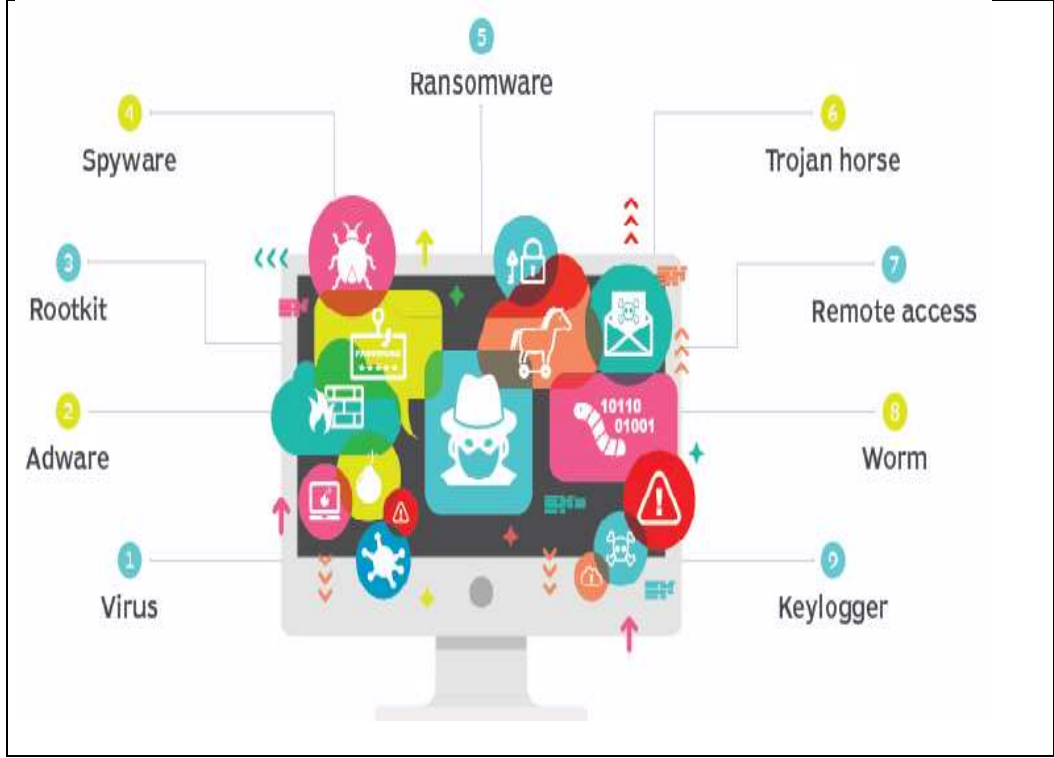 5
Ransomware
4
Spyware
6
Trojan horse
3
Rootkit
7
Remote access
2
Adware
8
Worm
1
Virus
9
Keylogger
PASSWORD
*****
10110
01001